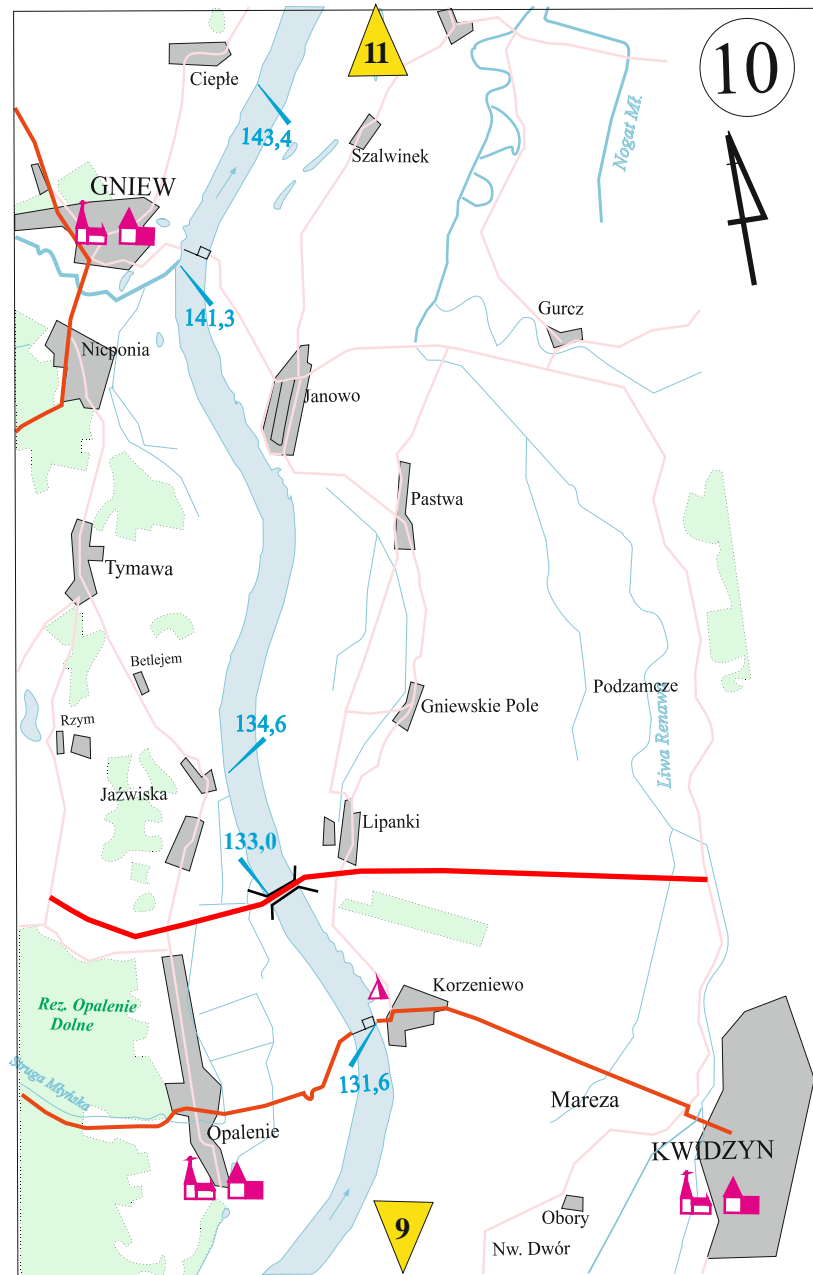 11
10
Ciepłe
143,4
Nogat Mł.
Szalwinek
GNIEW
141,3
Gurcz
Nicponia
Janowo
Pastwa
Tymawa
Betlejem
Podzamcze
Gniewskie Pole
Rzym
134,6
Liwa Renawa
Jaźwiska
Lipanki
133,0
Korzeniewo
Rez. Opalenie
Dolne
Struga Młyńska
131,6
Mareza
Opalenie
KWIDZYN
Obory
9
Nw. Dwór